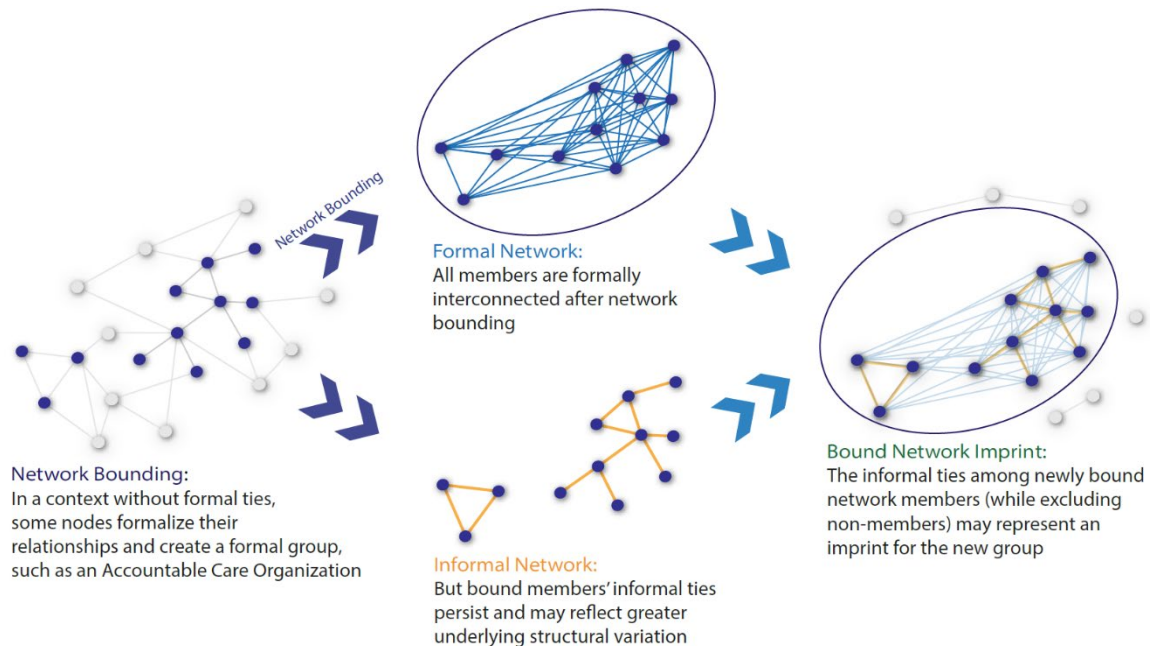 Network Bounding
Formal Network:
All members are formally
interconnected after network
bounding
Network Bounding:
In a context without formal ties,
some nodes formalize their
relationships and create a formal group,
such as an Accountable Care Organization
Informal Network:
But bound members’ informal ties
persist and may reflect greater
underlying structural variation
Bound Network Imprint:
The informal ties among newly bound
network members (while excluding
non-members) may represent an
imprint for the new group